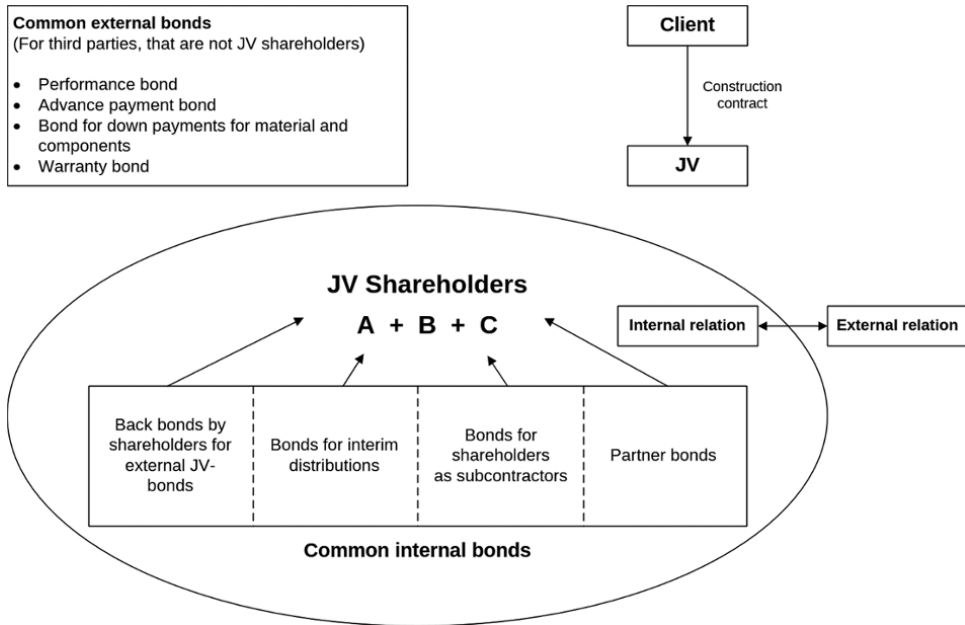 Common external bonds
(For third parties, that are not JV shareholders)
• Performance bond
• Advance payment bond
• Bond for down payments for material and
components
• Warranty bond
Client
Construction
contract
JV
JV Shareholders
A + B + C
Internal relation
External relation
Back bonds by
shareholders for
external JV-
bonds
Bonds for interim
distributions
Bonds for
shareholders
as subcontractors
Partner bonds
Common internal bonds